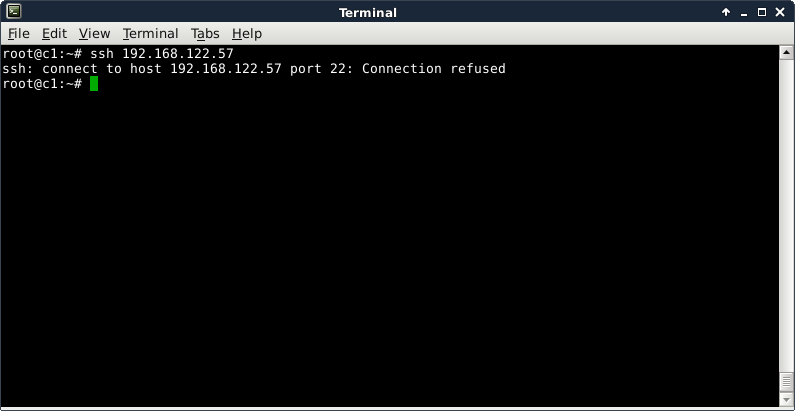 Terminal
File Edit View Terminal Tabs Help
root@c1:~# ssh 192.168.122.57
ssh: connect to host 192.168.122.57 port 22: Connection refused
root@c1:~#